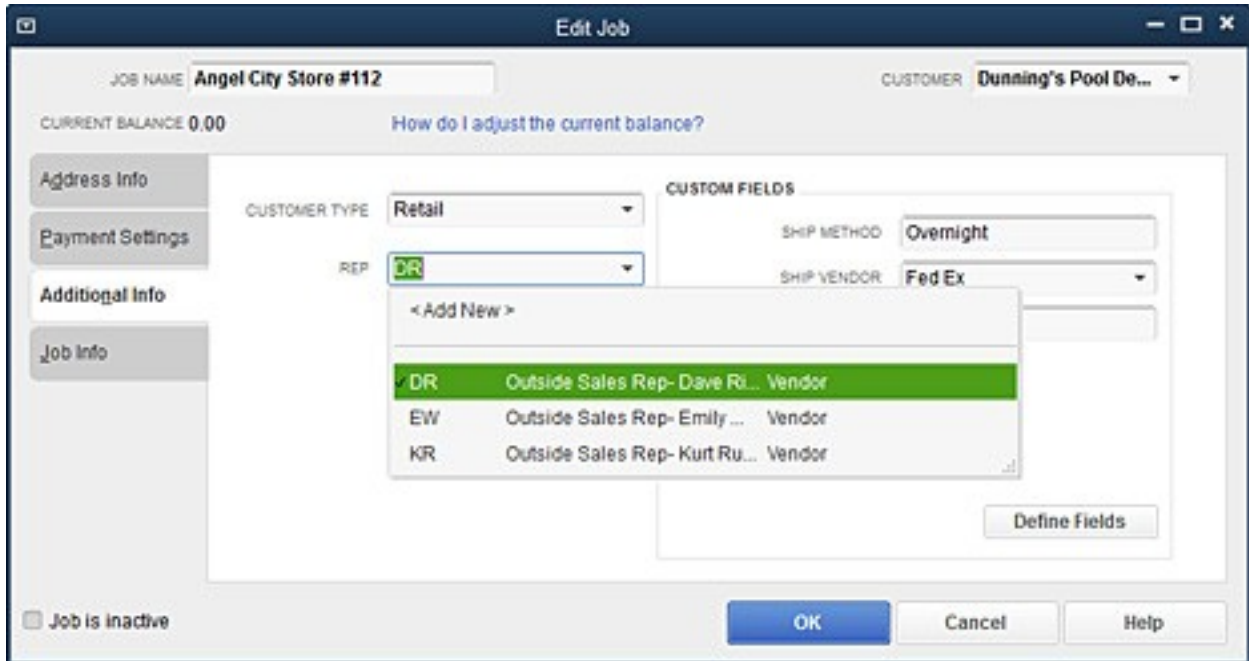 Edit Job
JOB NAME Angel City Store #112 CUSTOMER Dunning's Pool De...
CURRENT BALANCE 0.00 How do I adjust the current balance?
Address Info
Payment Settings
Additional Info
Job Info
CUSTOMER TYPE Retail
REP DR
< Add New >
DR Outside Sales Rep- Dave Ri... Vendor
EW Outside Sales Rep- Emily ... Vendor
KR Outside Sales Rep- Kurt Ru... Vendor
CUSTOM FIELDS
SHIP METHOD Overnight
SHIP VENDOR Fed Ex
Define Fields
Job is inactive
OK Cancel Help